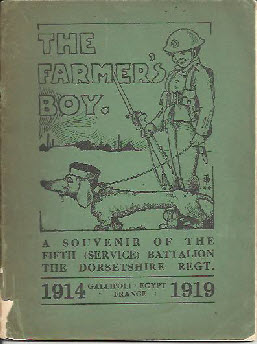 THE
FARMER'S
BOY.
A SOUVENIR OF THE
FIFTH (SERVICE) BATTALION
THE DORSETSHIRE REGT.
1914 GALLIPOLI · EGYPT 1919
FRANCE